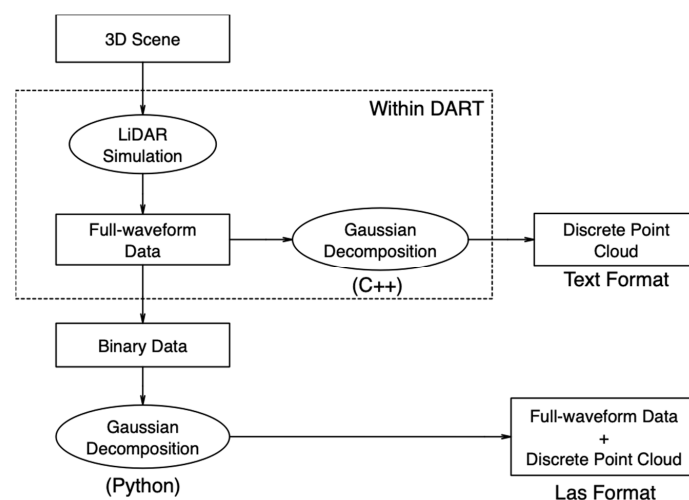 3D Scene
Within DART
LiDAR
Simulation
Full-waveform
Data
Gaussian
Decomposition
(C++)
Discrete Point
Cloud
Text Format
Binary Data
Gaussian
Decomposition
(Python)
Full-waveform Data
+
Discrete Point Cloud
Las Format